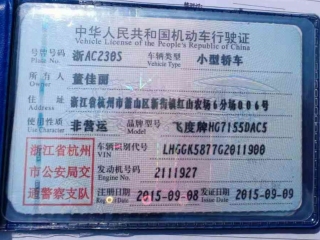 中华人民共和国机动车行驶证
Vehicle License of the People's Republic of China
号牌号码 浙AC230S 车辆类型 小型轿车
Plate No. Vehicle Type
所有人 董佳丽
Owner
住址 浙江省杭州市萧山区新街镇红山农场6分场006号
Address
使用性质 非营运 品牌型号 飞度牌HG7155DAC5
Use Character Model
浙江省杭州市公安局交通警察支队
车辆识别代号 LHGGK5877G2011900
VIN
发动机号码 2111927
Engine No.
注册日期 2015-09-08 发证日期 2015-09-09
Register Date Issue Date